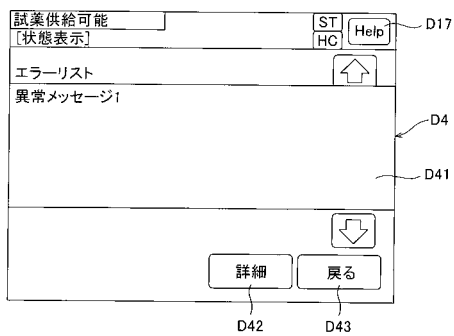 試薬供給可能 ST Help D17
[状態表示] HC
エラーリスト
異常メッセージ1
D4
D41
詳細 戻る
D42 D43